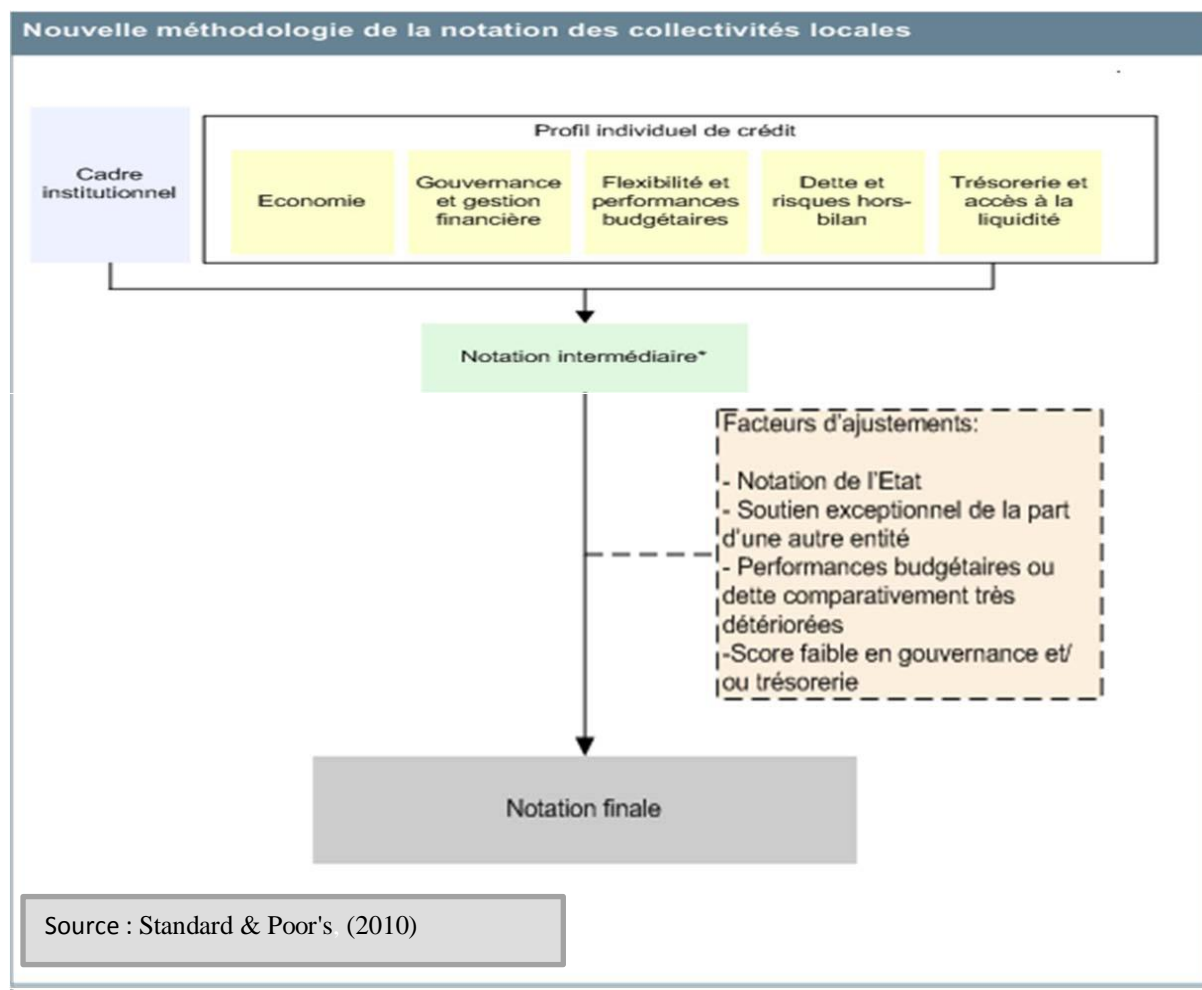 Nouvelle méthodologie de la notation des collectivités locales
Cadre
institutionnel
Profil individuel de crédit
Economie
Gouvernance
et gestion
financière
Flexibilité et
performances
budgétaires
Dette et
risques hors-
bilan
Trésorerie et
accès à la
liquidité
Notation intermédiaire*
Facteurs d'ajustements:
- Notation de l'Etat
- Soutien exceptionnel de la part
d'une autre entité
- Performances budgétaires ou
dette comparativement très
détériorées
-Score faible en gouvernance et/
ou trésorerie
Notation finale
Source : Standard & Poor's, (2010)